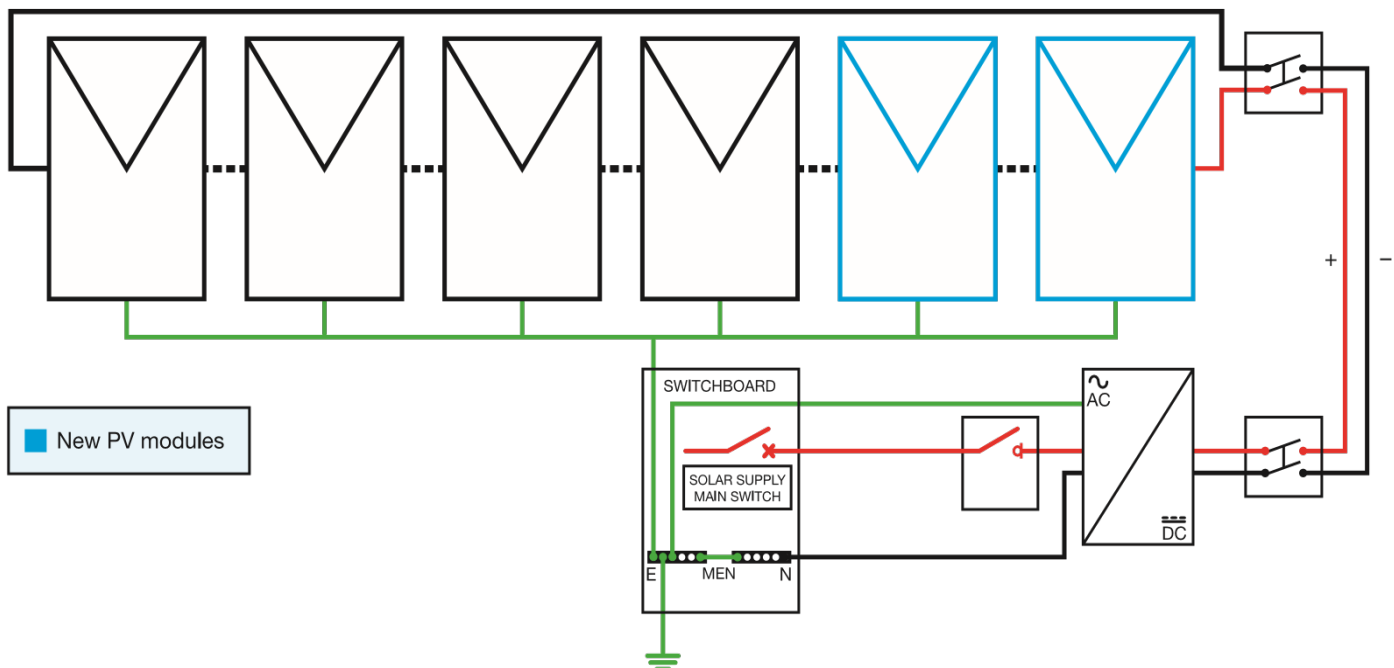 +
−
SWITCHBOARD
AC
New PV modules
SOLAR SUPPLY
MAIN SWITCH
DC
E
MEN
N